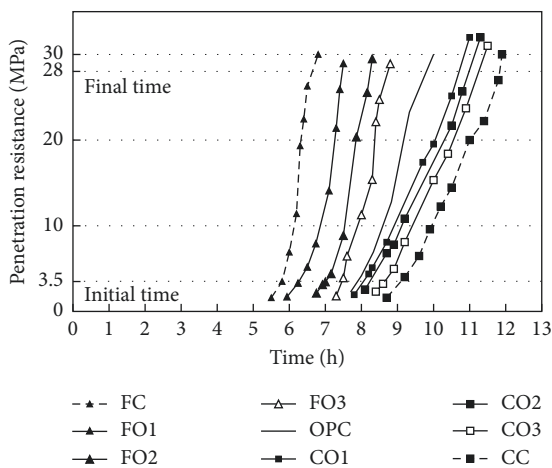 Penetration resistance (MPa)
30
28
20
10
3.5
0
Final time
Initial time
0 1 2 3 4 5 6 7 8 9 10 11 12 13
Time (h)
FC FO3 CO2
FO1 OPC CO3
FO2 CO1 CC